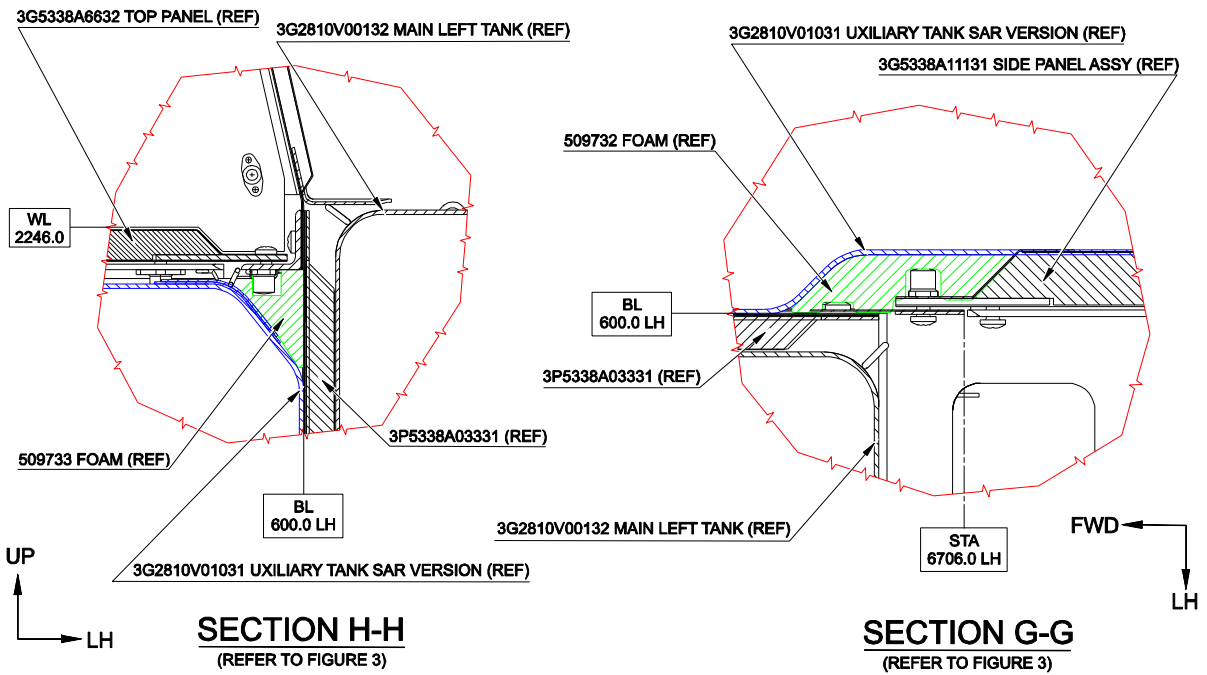 3G5338A6632 TOP PANEL (REF)
3G2810V00132 MAIN LEFT TANK (REF)
WL
2246.0
3P5338A03331 (REF)
509733 FOAM (REF)
BL
600.0 LH
3G2810V01031 UXILIARY TANK SAR VERSION (REF)
UP
LH
SECTION H-H
(REFER TO FIGURE 3)
3G2810V01031 UXILIARY TANK SAR VERSION (REF)
3G5338A11131 SIDE PANEL ASSY (REF)
509732 FOAM (REF)
BL
600.0 LH
3P5338A03331 (REF)
3G2810V00132 MAIN LEFT TANK (REF)
STA
6706.0 LH
FWD
LH
SECTION G-G
(REFER TO FIGURE 3)